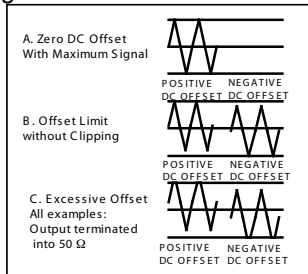 A. Zero DC Offset
With Maximum Signal
POSITIVE NEGATIVE
DC OFFSET DC OFFSET
B. Offset Limit
without Clipping
POSITIVE NEGATIVE
DC OFFSET DC OFFSET
C. Excessive Offset
All examples:
Output terminated
into 50 Ω
POSITIVE NEGATIVE
DC OFFSET DC OFFSET